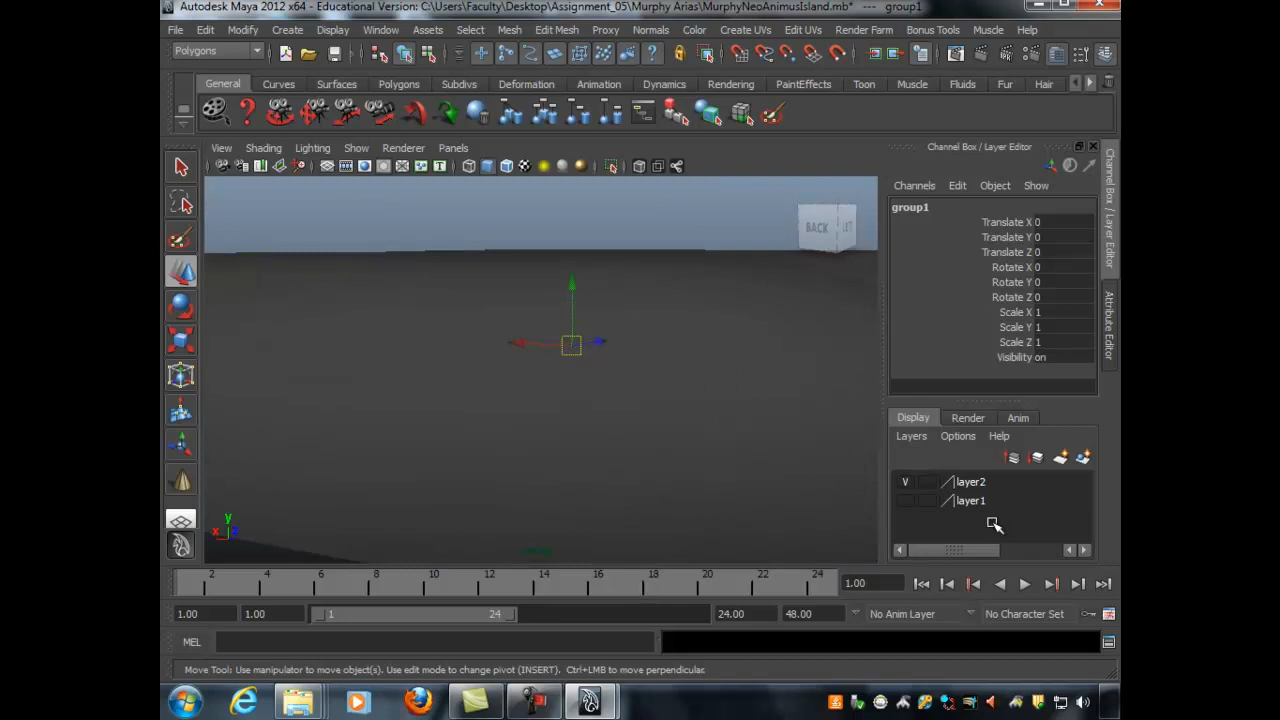 Autodesk Maya 2012 x64 - Educational Version: C:\Users\Faculty\Desktop\Assignment_05\Murphy Arias\MurphyNeoAnimusIsland.mb* --- group1
File Edit Modify Create Display Window Assets Select Mesh Edit Mesh Proxy Normals Color Create UVs Edit UVs Render Farm Bonus Tools Muscle Help
Polygons
General Curves Surfaces Polygons Subdivs Deformation Animation Dynamics Rendering PaintEffects Toon Muscle Fluids Fur Hair
View Shading Lighting Show Renderer Panels
Channel Box / Layer Editor
Channels Edit Object Show
group1
Translate X 0
Translate Y 0
Translate Z 0
Rotate X 0
Rotate Y 0
Rotate Z 0
Scale X 1
Scale Y 1
Scale Z 1
Visibility on
Channel Box / Layer Editor
Attribute Editor
BACK
Display Render Anim
Layers Options Help
V layer2
layer1
y
x z
2 4 6 8 10 12 14 16 18 20 22 24 1.00
1.00 1.00 1 24 24.00 48.00 No Anim Layer No Character Set
MEL
Move Tool: Use manipulator to move object(s). Use edit mode to change pivot (INSERT). Ctrl+LMB to move perpendicular.